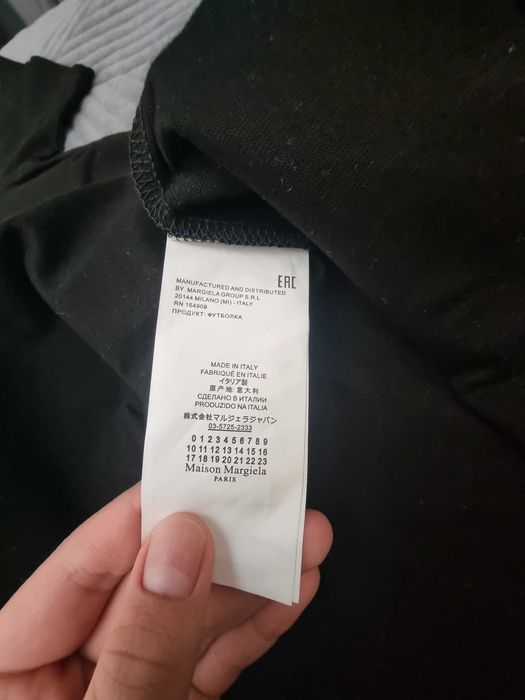 EAC
MANUFACTURED AND DISTRIBUTED
BY: MARGIELA GROUP S.R.L
20144 MILANO (MI) - ITALY
RN 154909
ПРОДУКТ: ФУТБОЛКА
MADE IN ITALY
FABRIQUÉ EN ITALIE
イタリア製
原产地: 意大利
СДЕЛАНО В ИТАЛИИ
PRODUZIDO NA ITALIA
株式会社マルジェラジャパン
03-5725-2333
0 1 2 3 4 5 6 7 8 9
10 11 12 13 14 15 16
17 18 19 20 21 22 23
Maison Margiela
PARIS